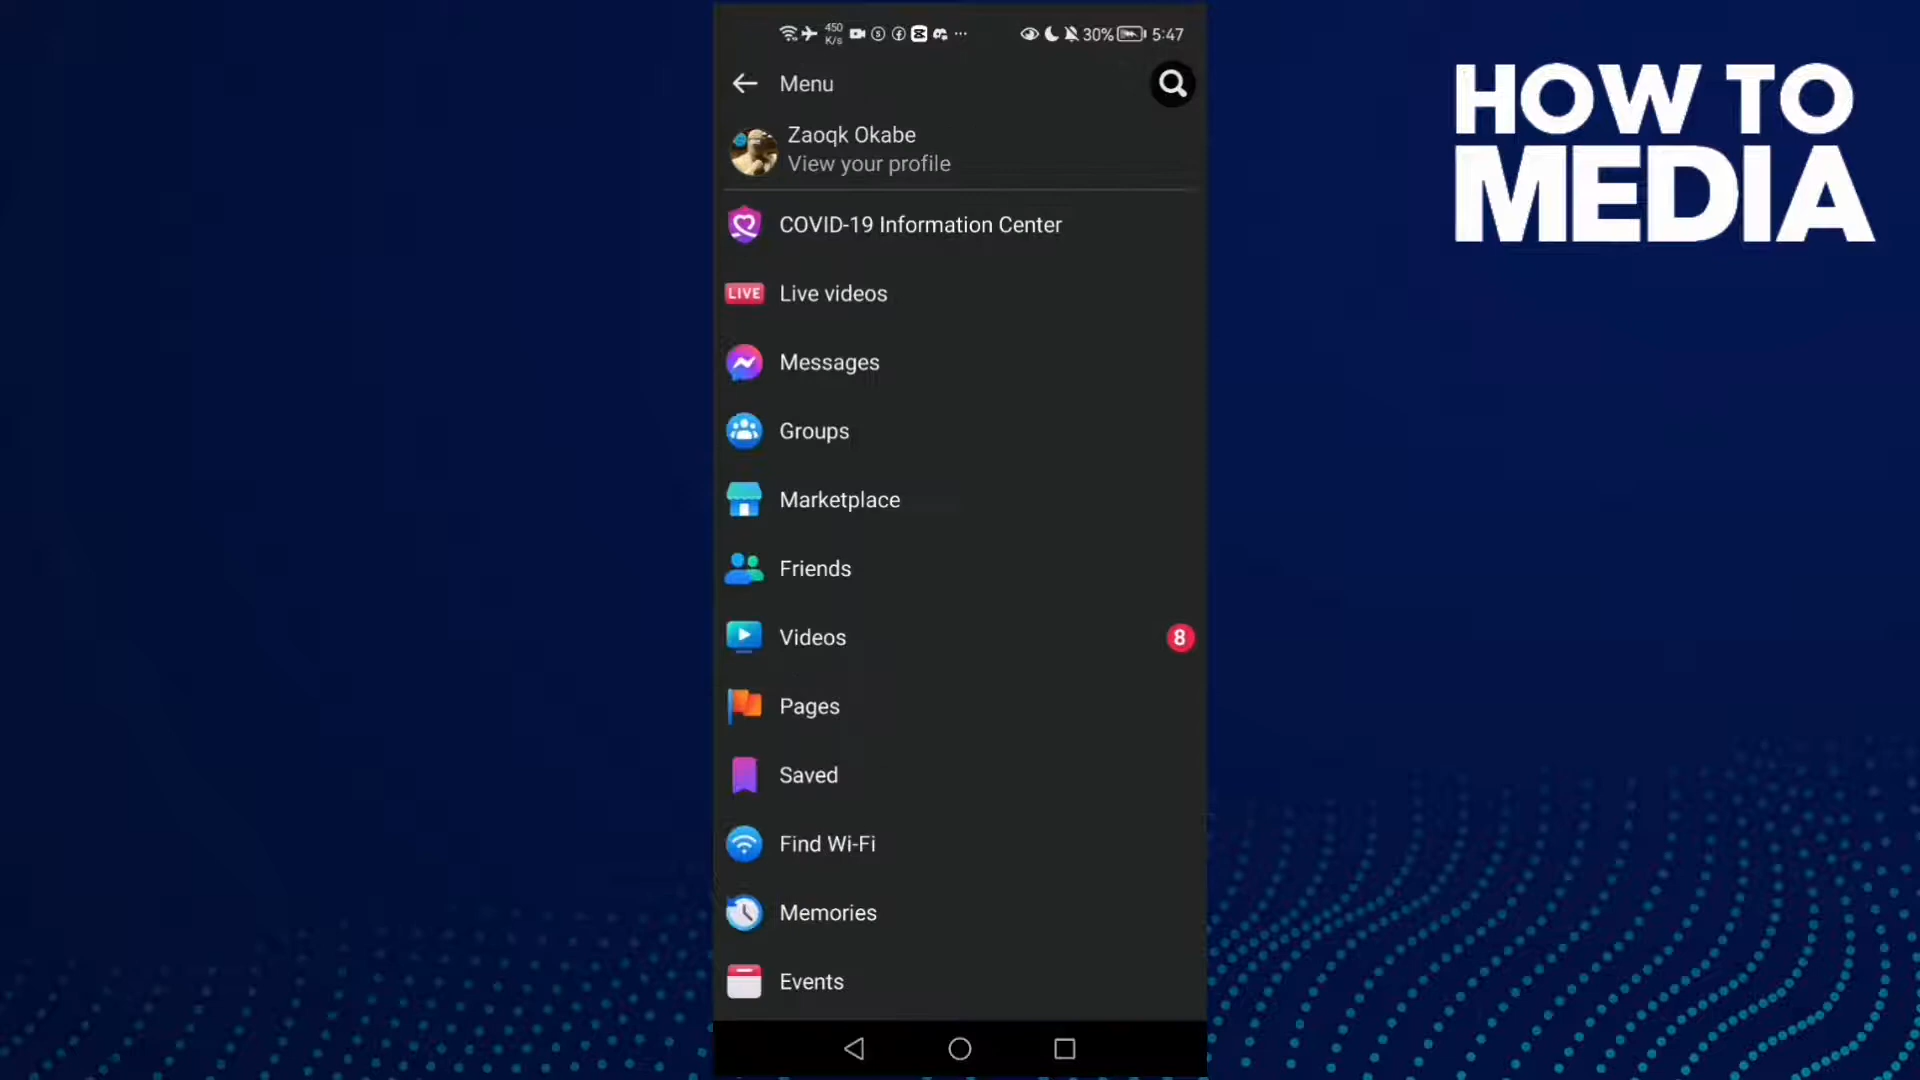 450
K/s
30%
5:47
Menu
Zaoqk Okabe
View your profile
COVID-19 Information Center
LIVE
Live videos
Messages
Groups
Marketplace
Friends
Videos
8
Pages
Saved
Find Wi-Fi
Memories
Events
HOW TO
MEDIA